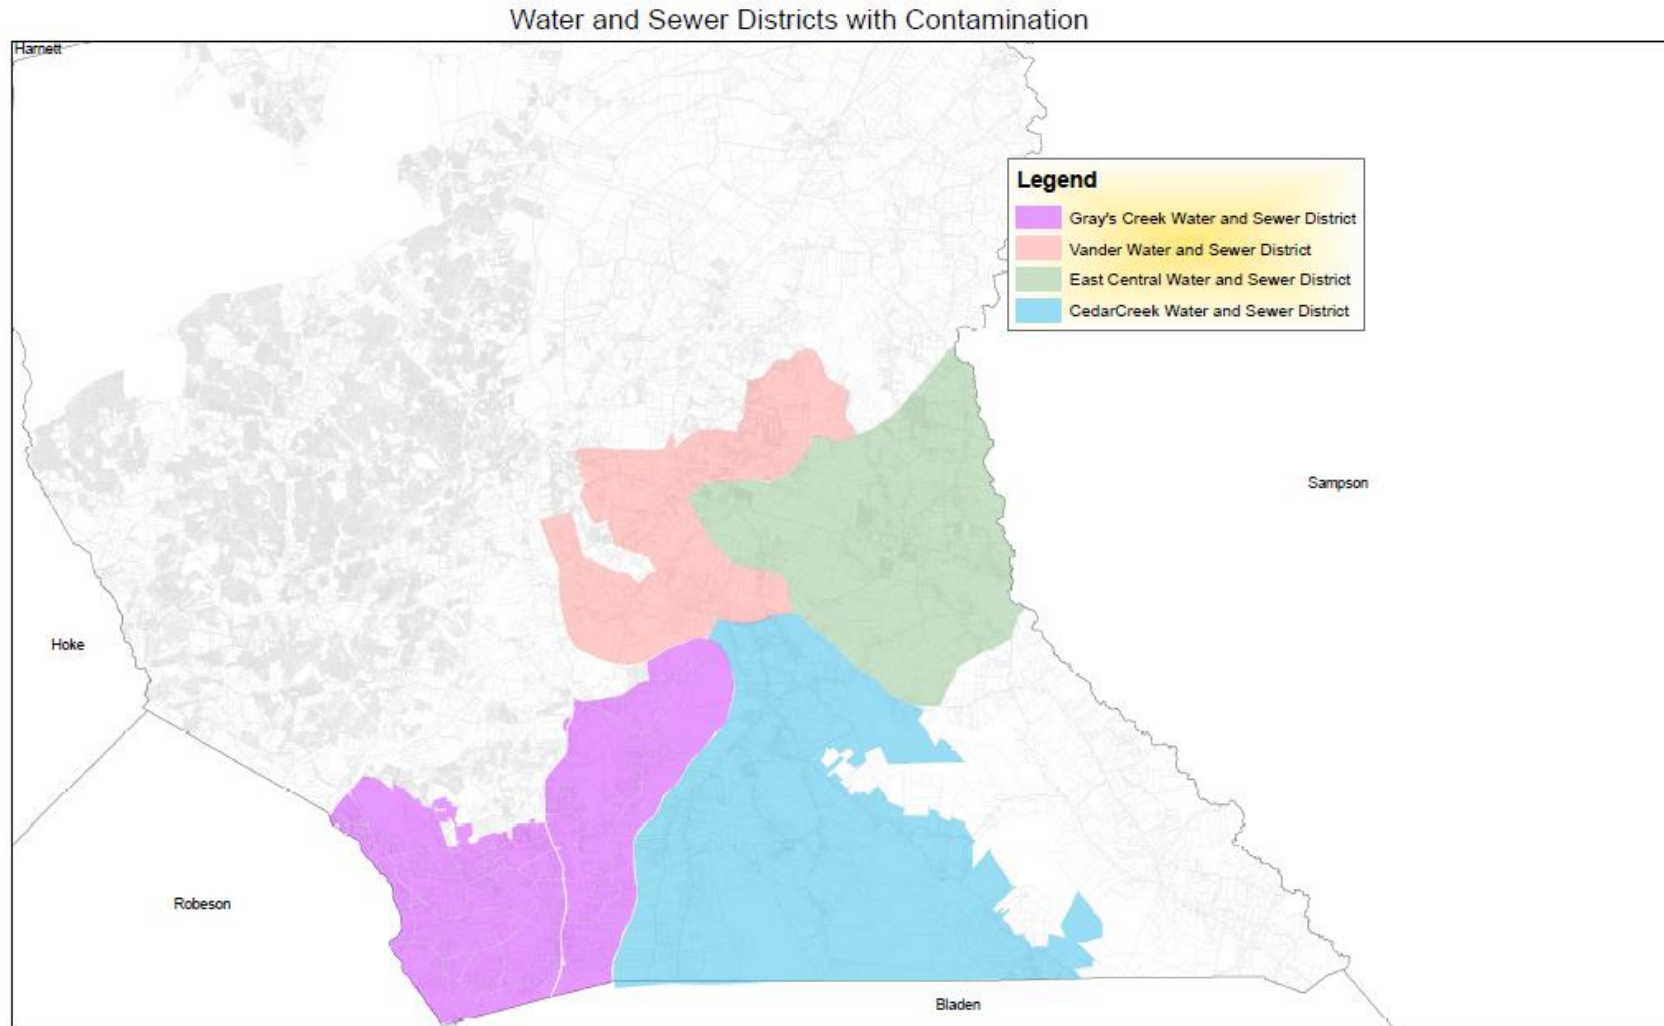 Water and Sewer Districts with Contamination
Harnett
Legend
Gray's Creek Water and Sewer District
Vander Water and Sewer District
East Central Water and Sewer District
CedarCreek Water and Sewer District
Sampson
Hoke
Robeson
Bladen